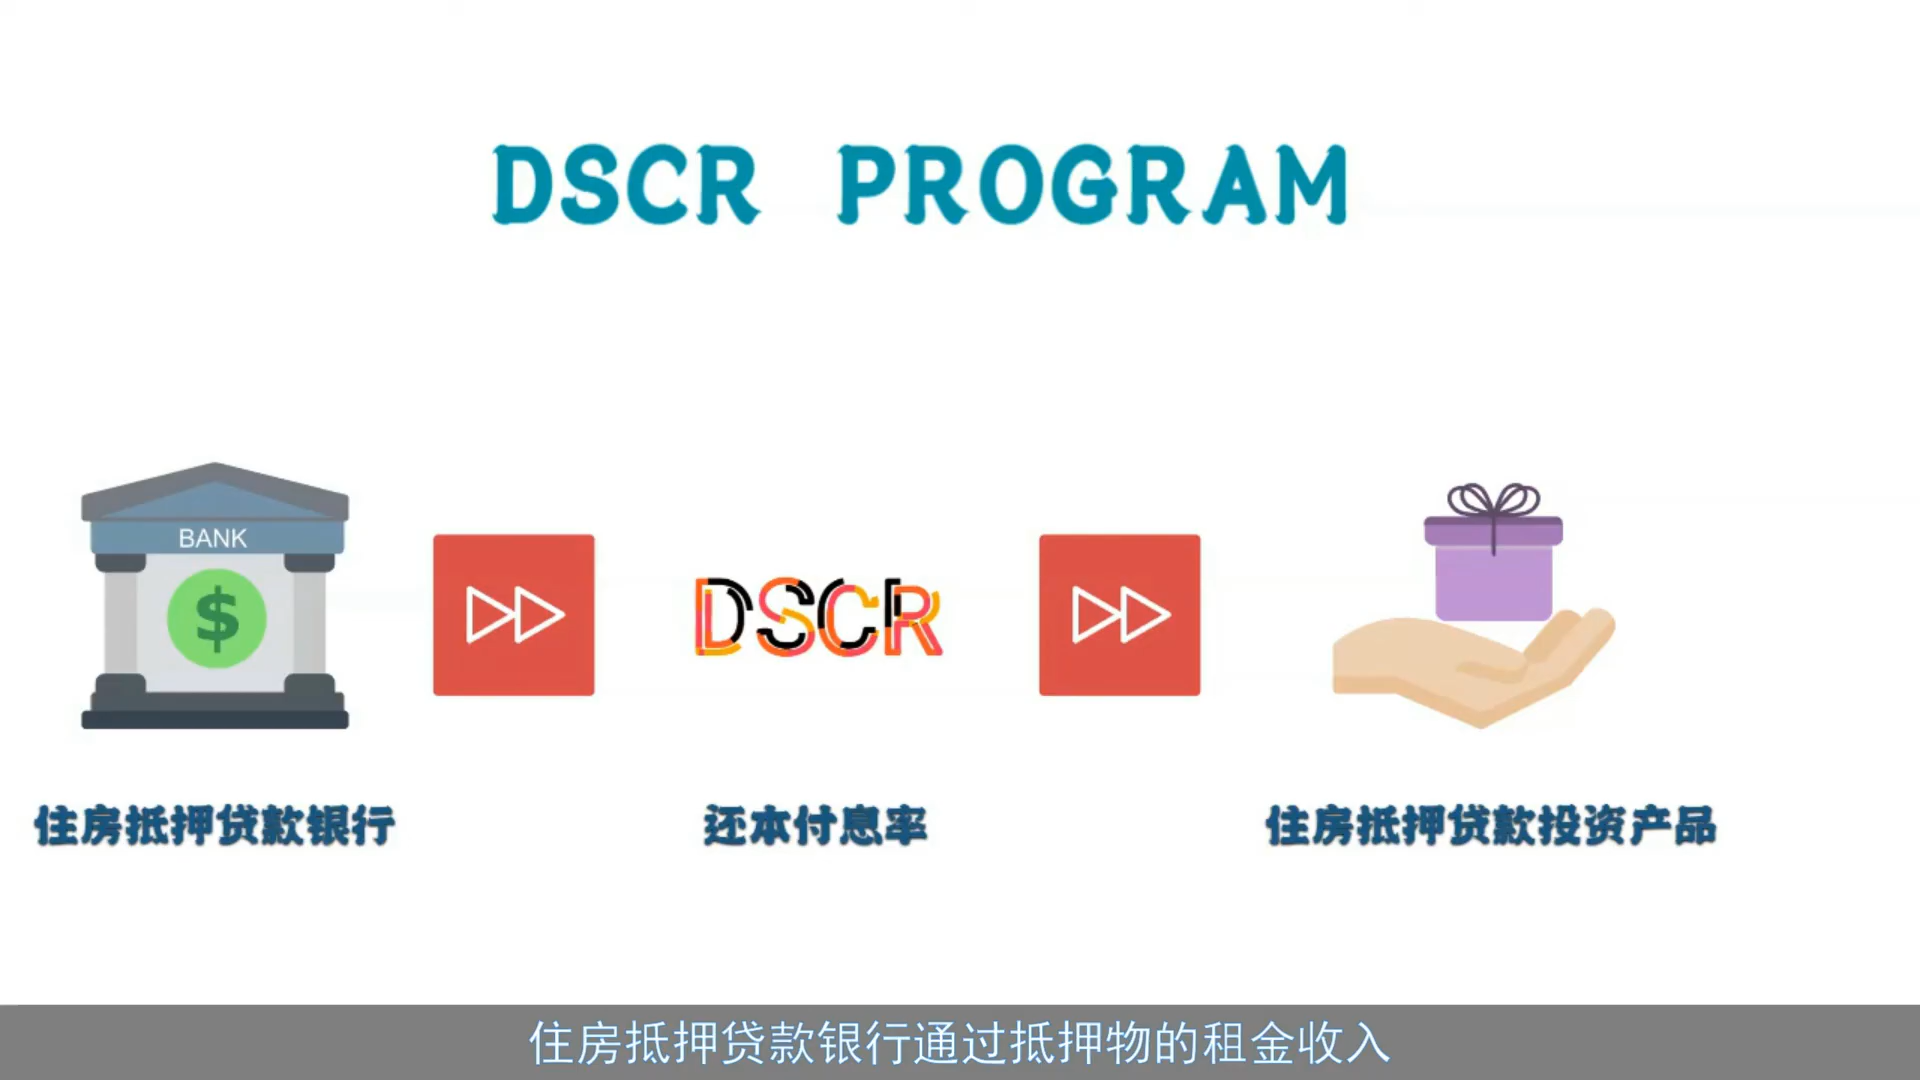 DSCR PROGRAM
BANK
$
DSCR
住房抵押贷款银行
还本付息率
住房抵押贷款投资产品
住房抵押贷款银行通过抵押物的租金收入